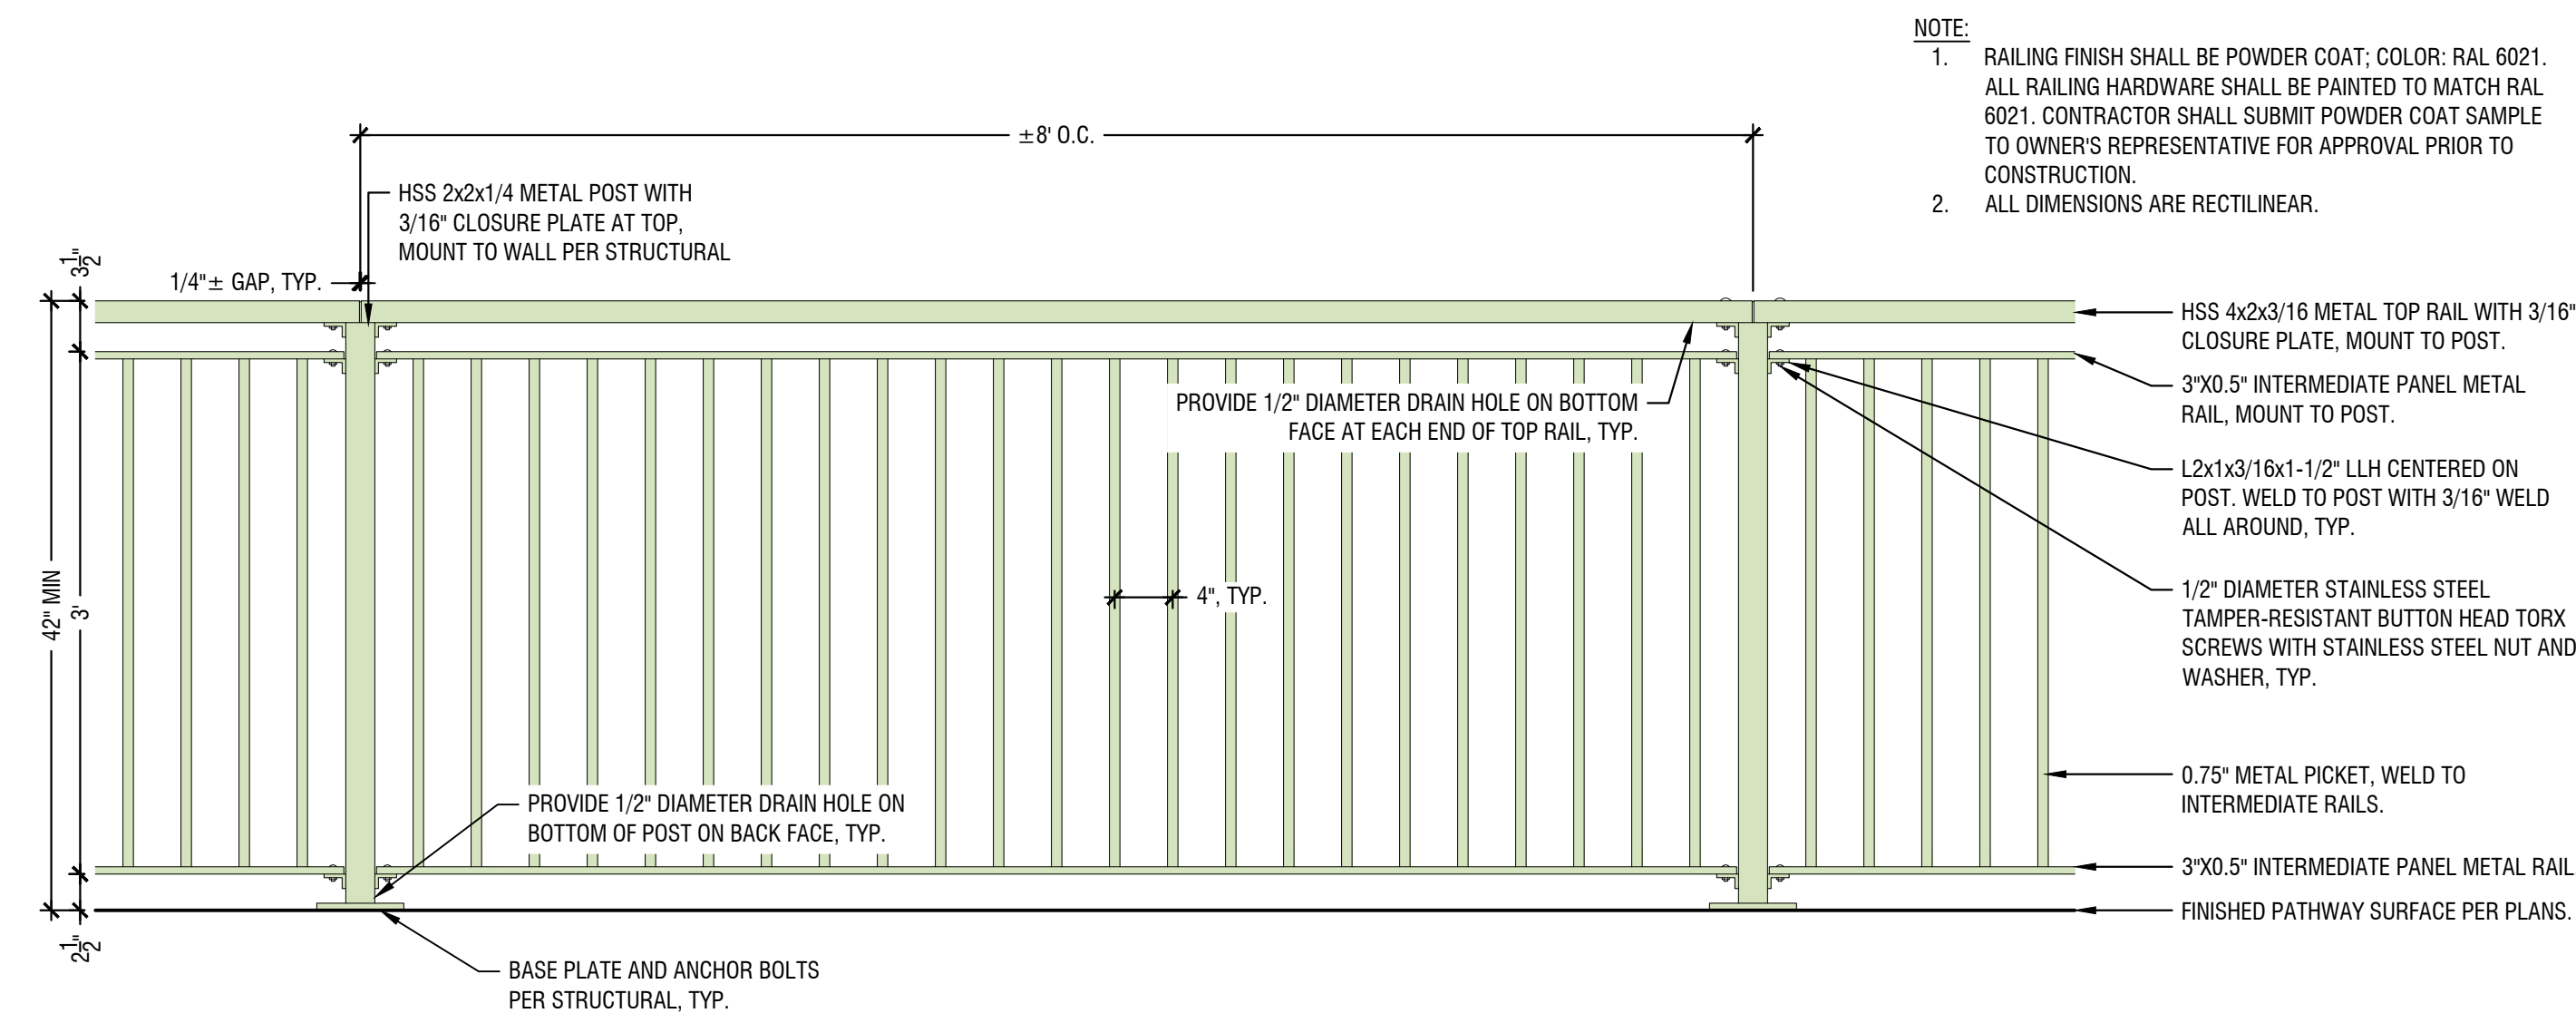 NOTE:
1. RAILING FINISH SHALL BE POWDER COAT; COLOR: RAL 6021.
ALL RAILING HARDWARE SHALL BE PAINTED TO MATCH RAL
6021. CONTRACTOR SHALL SUBMIT POWDER COAT SAMPLE
TO OWNER'S REPRESENTATIVE FOR APPROVAL PRIOR TO
CONSTRUCTION.
2. ALL DIMENSIONS ARE RECTILINEAR.
±8' O.C.
HSS 2x2x1/4 METAL POST WITH
3/16" CLOSURE PLATE AT TOP,
MOUNT TO WALL PER STRUCTURAL
3 1/2"
1/4"± GAP, TYP.
HSS 4x2x3/16 METAL TOP RAIL WITH 3/16"
CLOSURE PLATE, MOUNT TO POST.
3"X0.5" INTERMEDIATE PANEL METAL
RAIL, MOUNT TO POST.
PROVIDE 1/2" DIAMETER DRAIN HOLE ON BOTTOM
FACE AT EACH END OF TOP RAIL, TYP.
L2x1x3/16x1-1/2" LLH CENTERED ON
POST. WELD TO POST WITH 3/16" WELD
ALL AROUND, TYP.
42" MIN
3'
4", TYP.
1/2" DIAMETER STAINLESS STEEL
TAMPER-RESISTANT BUTTON HEAD TORX
SCREWS WITH STAINLESS STEEL NUT AND
WASHER, TYP.
0.75" METAL PICKET, WELD TO
INTERMEDIATE RAILS.
PROVIDE 1/2" DIAMETER DRAIN HOLE ON
BOTTOM OF POST ON BACK FACE, TYP.
3"X0.5" INTERMEDIATE PANEL METAL RAIL
FINISHED PATHWAY SURFACE PER PLANS.
2 1/2"
BASE PLATE AND ANCHOR BOLTS
PER STRUCTURAL, TYP.